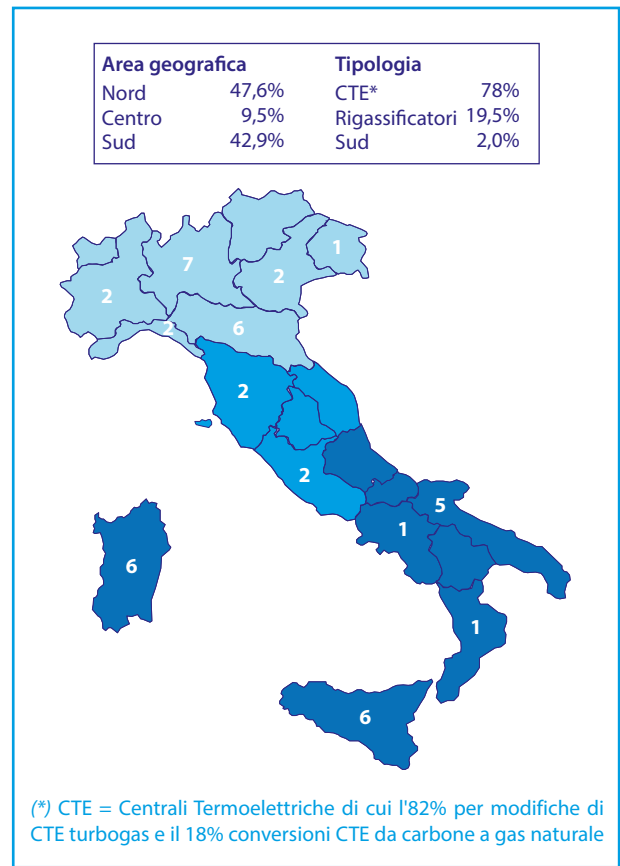 Area geografica Tipologia
Nord 47,6% CTE* 78%
Centro 9,5% Rigassificatori 19,5%
Sud 42,9% Sud 2,0%
1
7
2
2
2
6
2
2
5
1
6
1
6
(*) CTE = Centrali Termoelettriche di cui l'82% per modifiche di
CTE turbogas e il 18% conversioni CTE da carbone a gas naturale